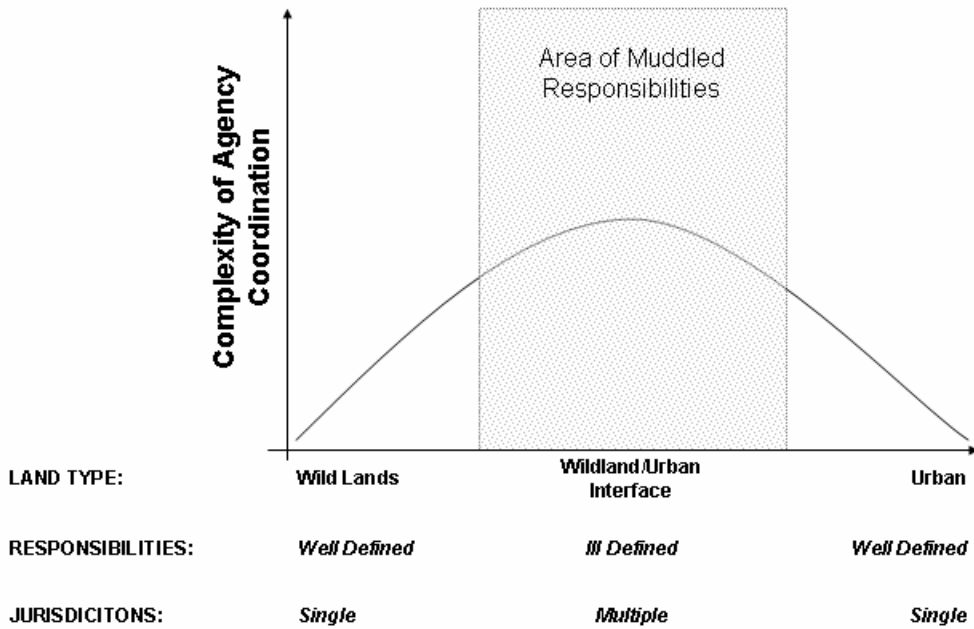 Area of Muddled
Responsibilities
Complexity of Agency
Coordination
LAND TYPE: Wild Lands Wildland/Urban Interface Urban
RESPONSIBILITIES: Well Defined Ill Defined Well Defined
JURISDICITONS: Single Multiple Single